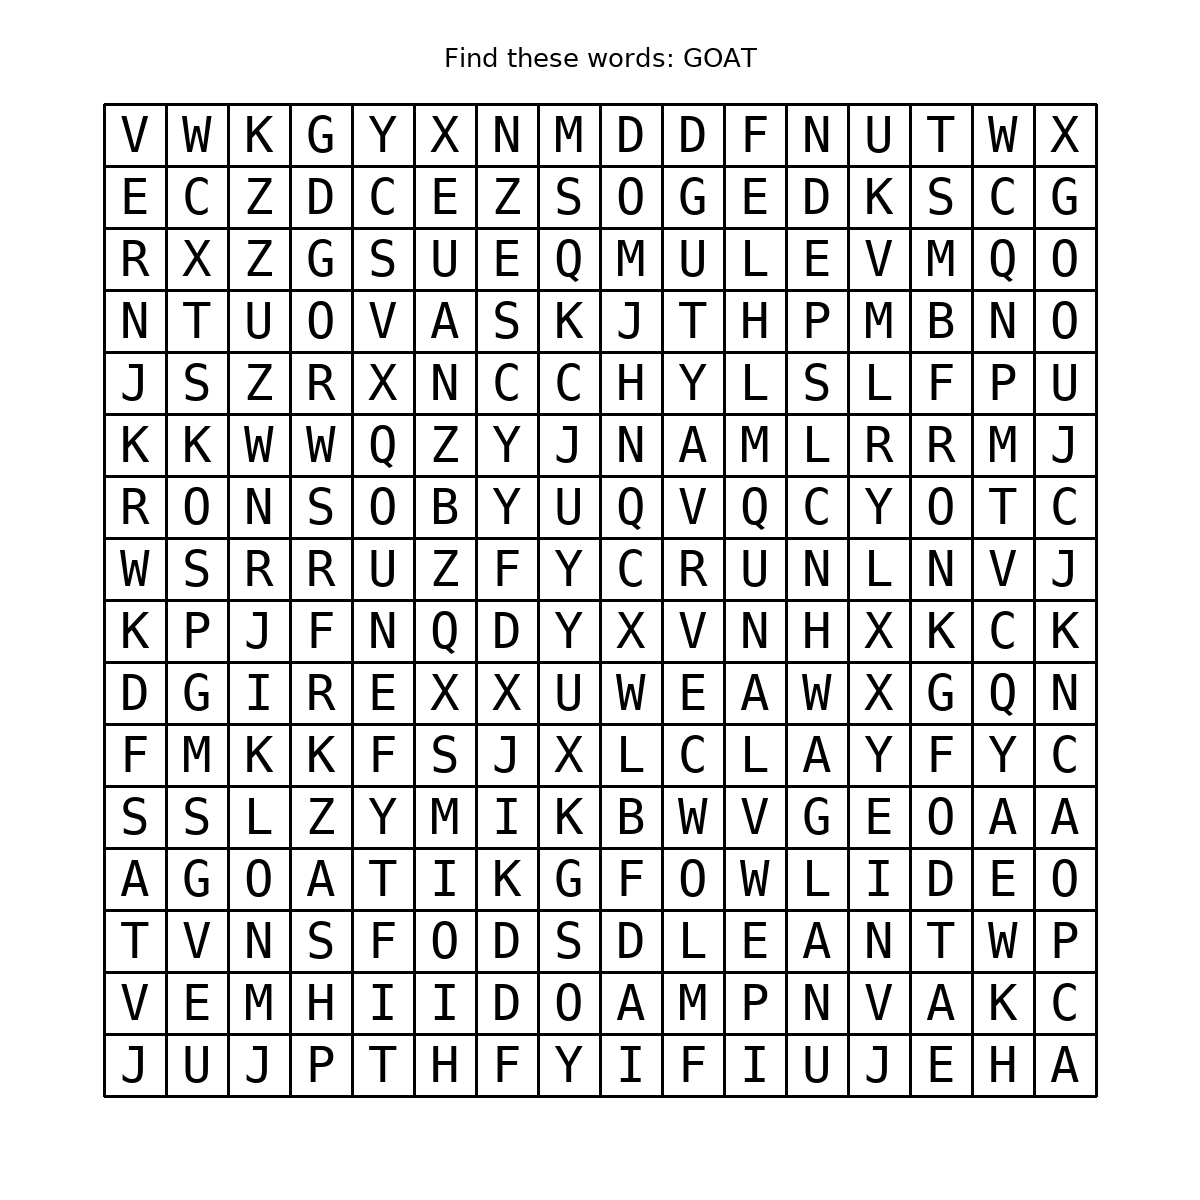 Find these words: GOAT
V W K G Y X N M D D F N U T W X
E C Z D C E Z S O G E D K S C G
R X Z G S U E Q M U L E V M Q O
N T U O V A S K J T H P M B N O
J S Z R X N C C H Y L S L F P U
K K W W Q Z Y J N A M L R R M J
R O N S O B Y U Q V Q C Y O T C
W S R R U Z F Y C R U N L N V J
K P J F N Q D Y X V N H X K C K
D G I R E X X U W E A W X G Q N
F M K K F S J X L C L A Y F Y C
S S L Z Y M I K B W V G E O A A
A G O A T I K G F O W L I D E O
T V N S F O D S D L E A N T W P
V E M H I I D O A M P N V A K C
J U J P T H F Y I F I U J E H A